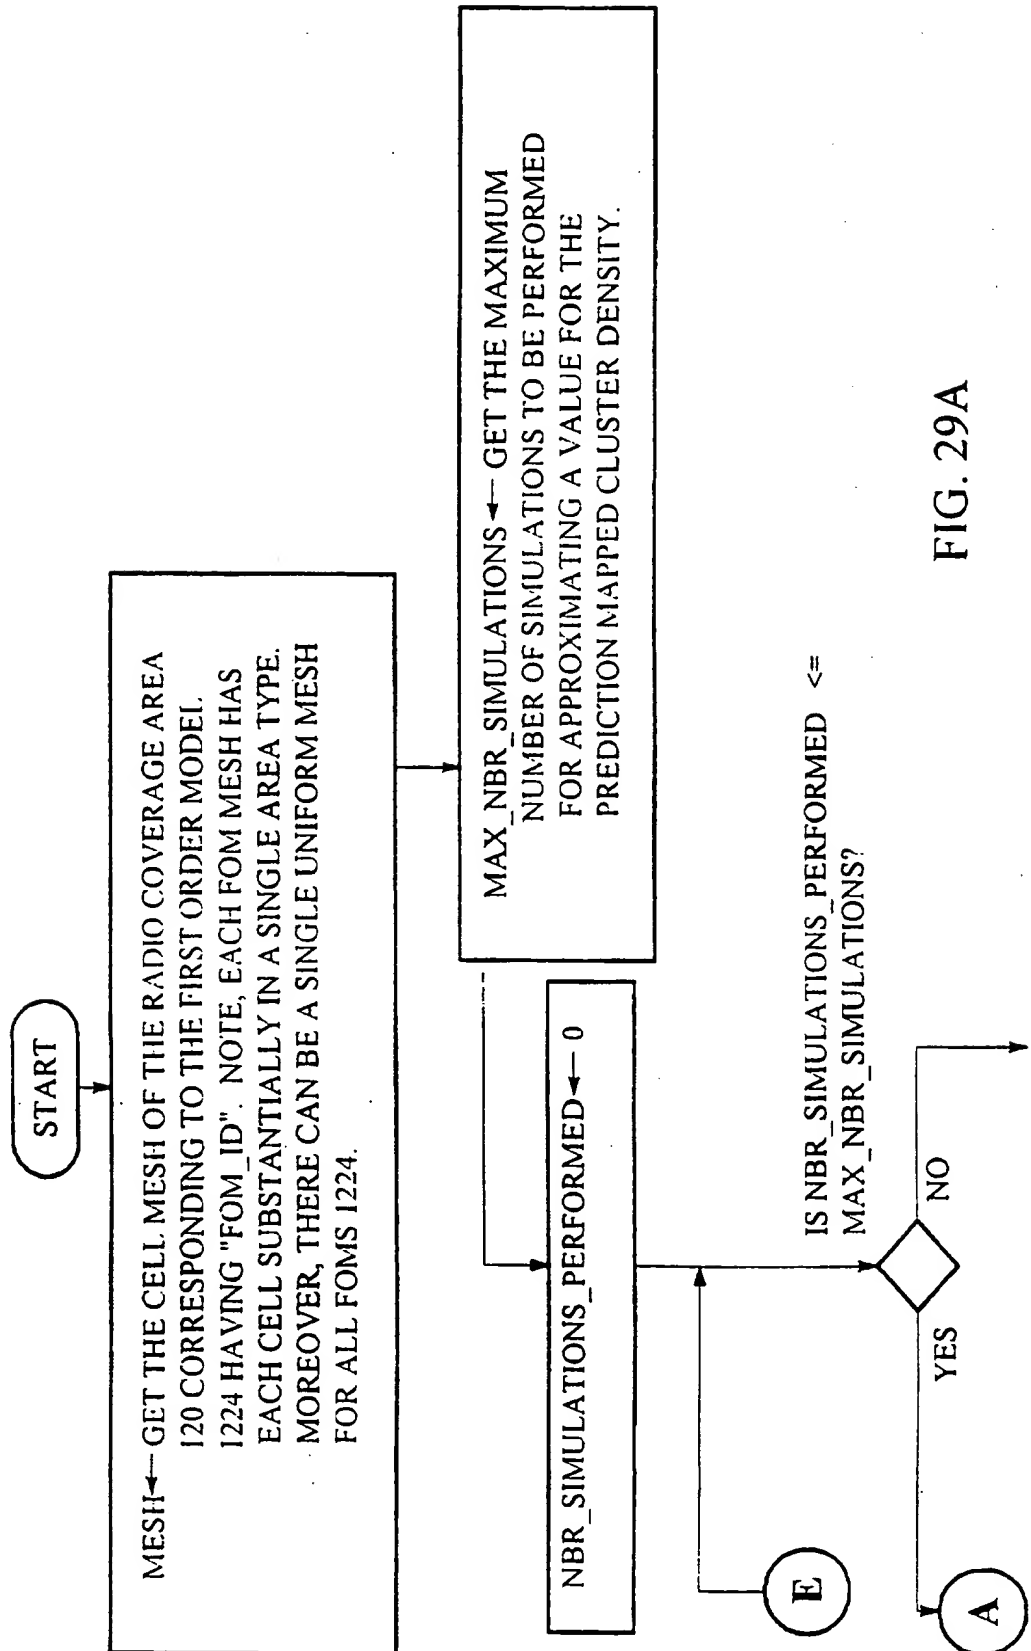 START
MESH ← GET THE CELL MESH OF THE RADIO COVERAGE AREA
120 CORRESPONDING TO THE FIRST ORDER MODEL
1224 HAVING "FOM_ID". NOTE, EACH FOM MESH HAS
EACH CELL SUBSTANTIALLY IN A SINGLE AREA TYPE.
MOREOVER, THERE CAN BE A SINGLE UNIFORM MESH
FOR ALL FOMS 1224.
MAX_NBR_SIMULATIONS ← GET THE MAXIMUM
NUMBER OF SIMULATIONS TO BE PERFORMED
FOR APPROXIMATING A VALUE FOR THE
PREDICTION MAPPED CLUSTER DENSITY.
NBR_SIMULATIONS_PERFORMED ← 0
E
IS NBR_SIMULATIONS_PERFORMED <=
MAX_NBR_SIMULATIONS?
YES
NO
A
FIG. 29A